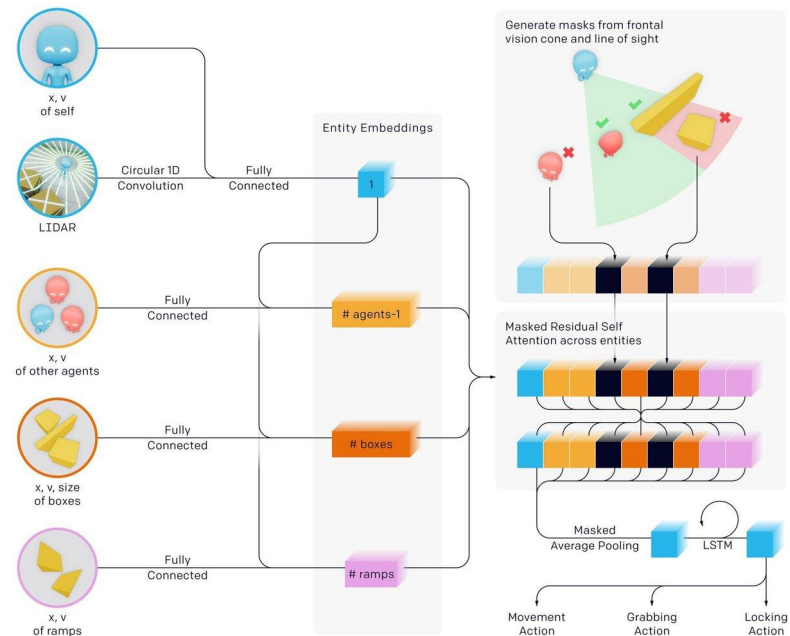 x, v
of self
LIDAR
Circular 1D
Convolution
Fully
Connected
x, v
of other agents
Fully
Connected
x, v, size
of boxes
Fully
Connected
x, v
of ramps
Fully
Connected
Entity Embeddings
1
# agents-1
# boxes
# ramps
Generate masks from frontal
vision cone and line of sight
Masked Residual Self
Attention across entities
Masked
Average Pooling
LSTM
Movement
Action
Grabbing
Action
Locking
Action